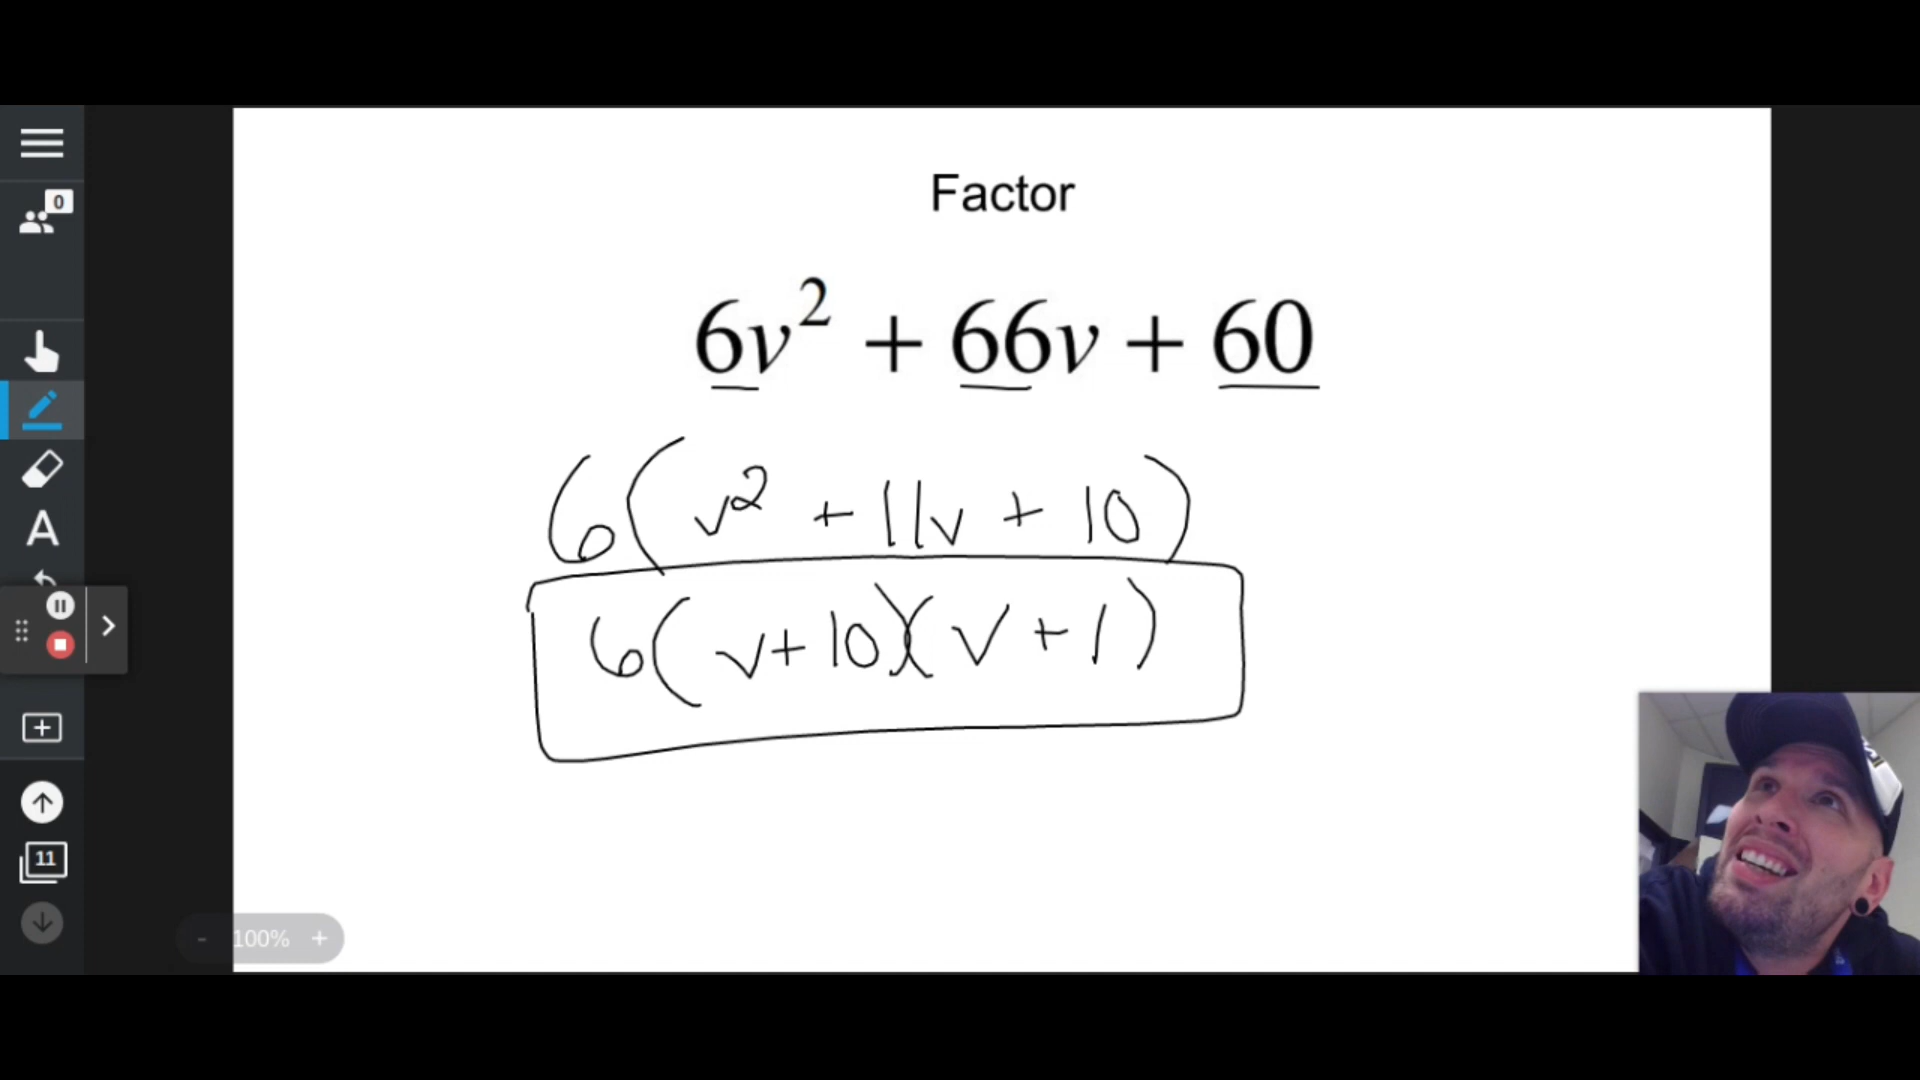 0
Factor
6v² + 66v + 60
6(v² + 11v + 10)
6(v+10)(v+1)
A
11
- 100% +